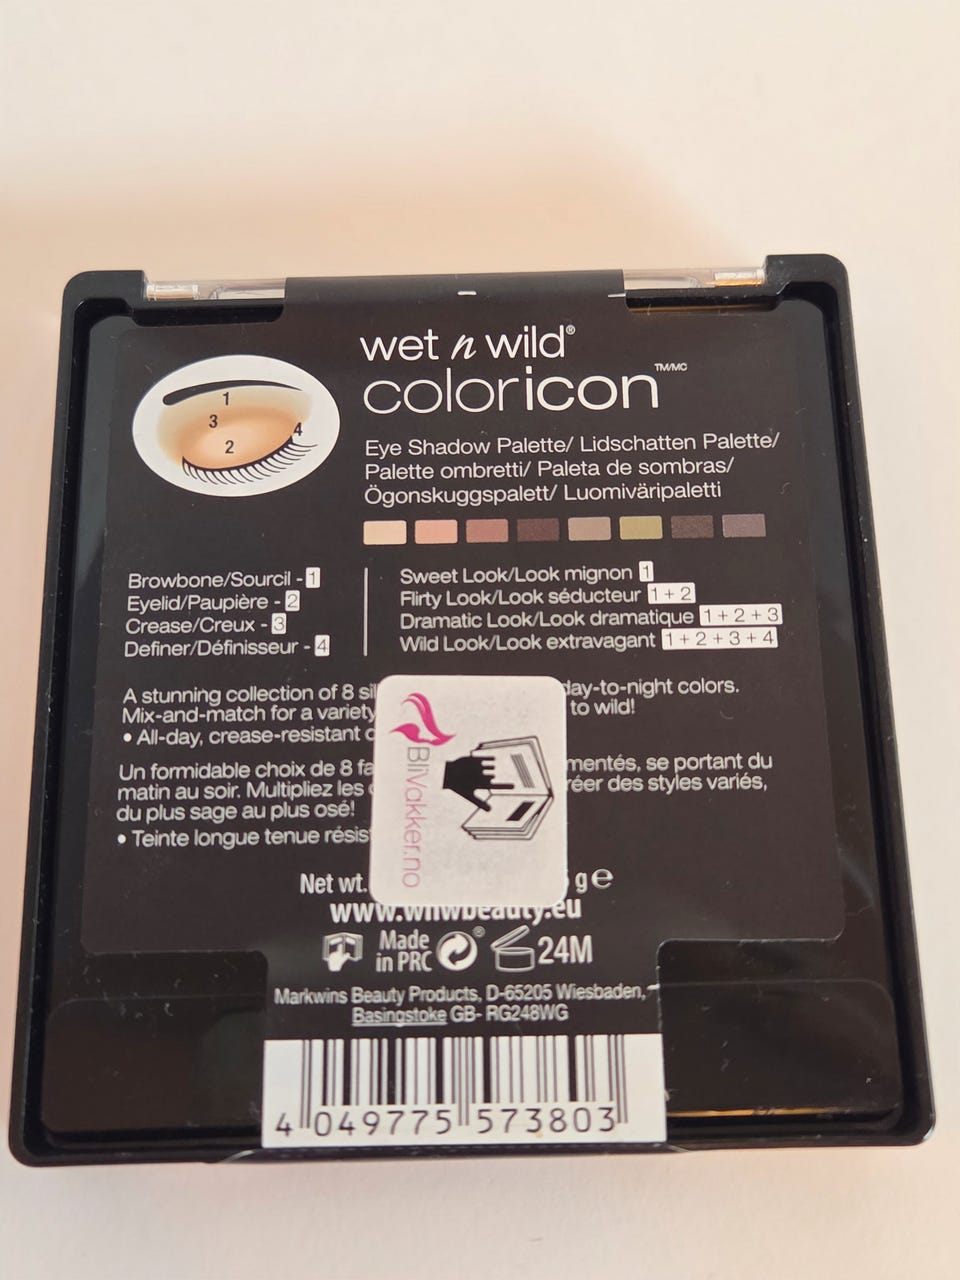 wet n wild®
coloricon™/MC
1
3
4
2
Eye Shadow Palette/ Lidschatten Palette/
Palette ombretti/ Paleta de sombras/
Ögonskuggspalett/ Luomiväripaletti
Browbone/Sourcil - 1
Eyelid/Paupière - 2
Crease/Creux - 3
Definer/Définisseur - 4
Sweet Look/Look mignon 1
Flirty Look/Look séducteur 1 + 2
Dramatic Look/Look dramatique 1 + 2 + 3
Wild Look/Look extravagant 1 + 2 + 3 + 4
A stunning collection of 8 day-to-night colors.
Mix-and-match for a variety to wild!
• All-day, crease-resistant
Un formidable choix de 8 se portant du
matin au soir. Multipliez les des styles variés,
du plus sage au plus osé!
• Teinte longue tenue
BliVakker.no
Net wt. g e
www.wnwbeauty.eu
Made
in PRC
® 24M
Markwins Beauty Products, D-65205 Wiesbaden,
Basingstoke GB- RG248WG
4 049775 573803